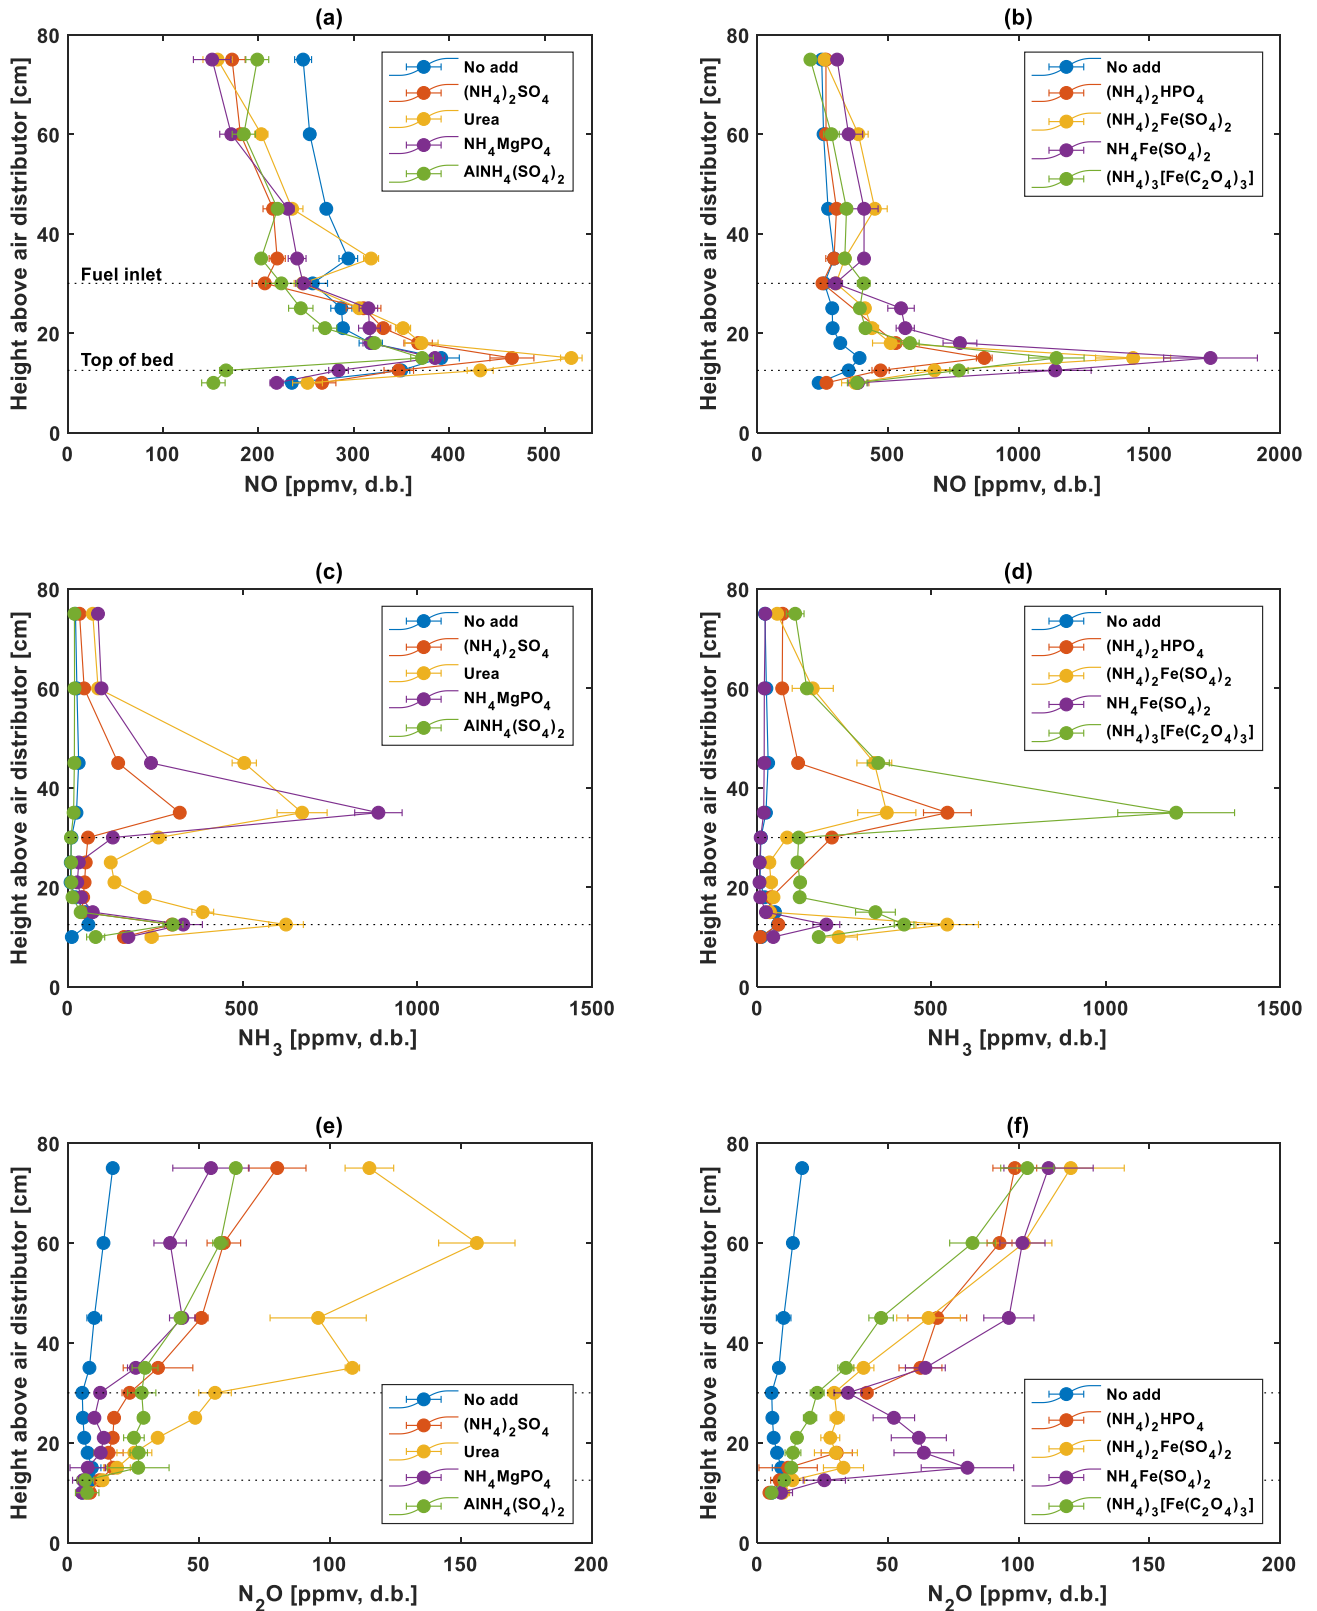 (a)
80
60
40
20
0
Height above air distributor [cm]
No add
(NH4)2SO4
Urea
NH4MgPO4
AlNH4(SO4)2
Fuel inlet
Top of bed
0 100 200 300 400 500
NO [ppmv, d.b.]
(b)
80
60
40
20
0
Height above air distributor [cm]
No add
(NH4)2HPO4
(NH4)2Fe(SO4)2
NH4Fe(SO4)2
(NH4)3[Fe(C2O4)3]
0 500 1000 1500 2000
NO [ppmv, d.b.]
(c)
80
60
40
20
0
Height above air distributor [cm]
No add
(NH4)2SO4
Urea
NH4MgPO4
AlNH4(SO4)2
0 500 1000 1500
NH3 [ppmv, d.b.]
(d)
80
60
40
20
0
Height above air distributor [cm]
No add
(NH4)2HPO4
(NH4)2Fe(SO4)2
NH4Fe(SO4)2
(NH4)3[Fe(C2O4)3]
0 500 1000 1500
NH3 [ppmv, d.b.]
(e)
80
60
40
20
0
Height above air distributor [cm]
No add
(NH4)2SO4
Urea
NH4MgPO4
AlNH4(SO4)2
0 50 100 150 200
N2O [ppmv, d.b.]
(f)
80
60
40
20
0
Height above air distributor [cm]
No add
(NH4)2HPO4
(NH4)2Fe(SO4)2
NH4Fe(SO4)2
(NH4)3[Fe(C2O4)3]
0 50 100 150 200
N2O [ppmv, d.b.]